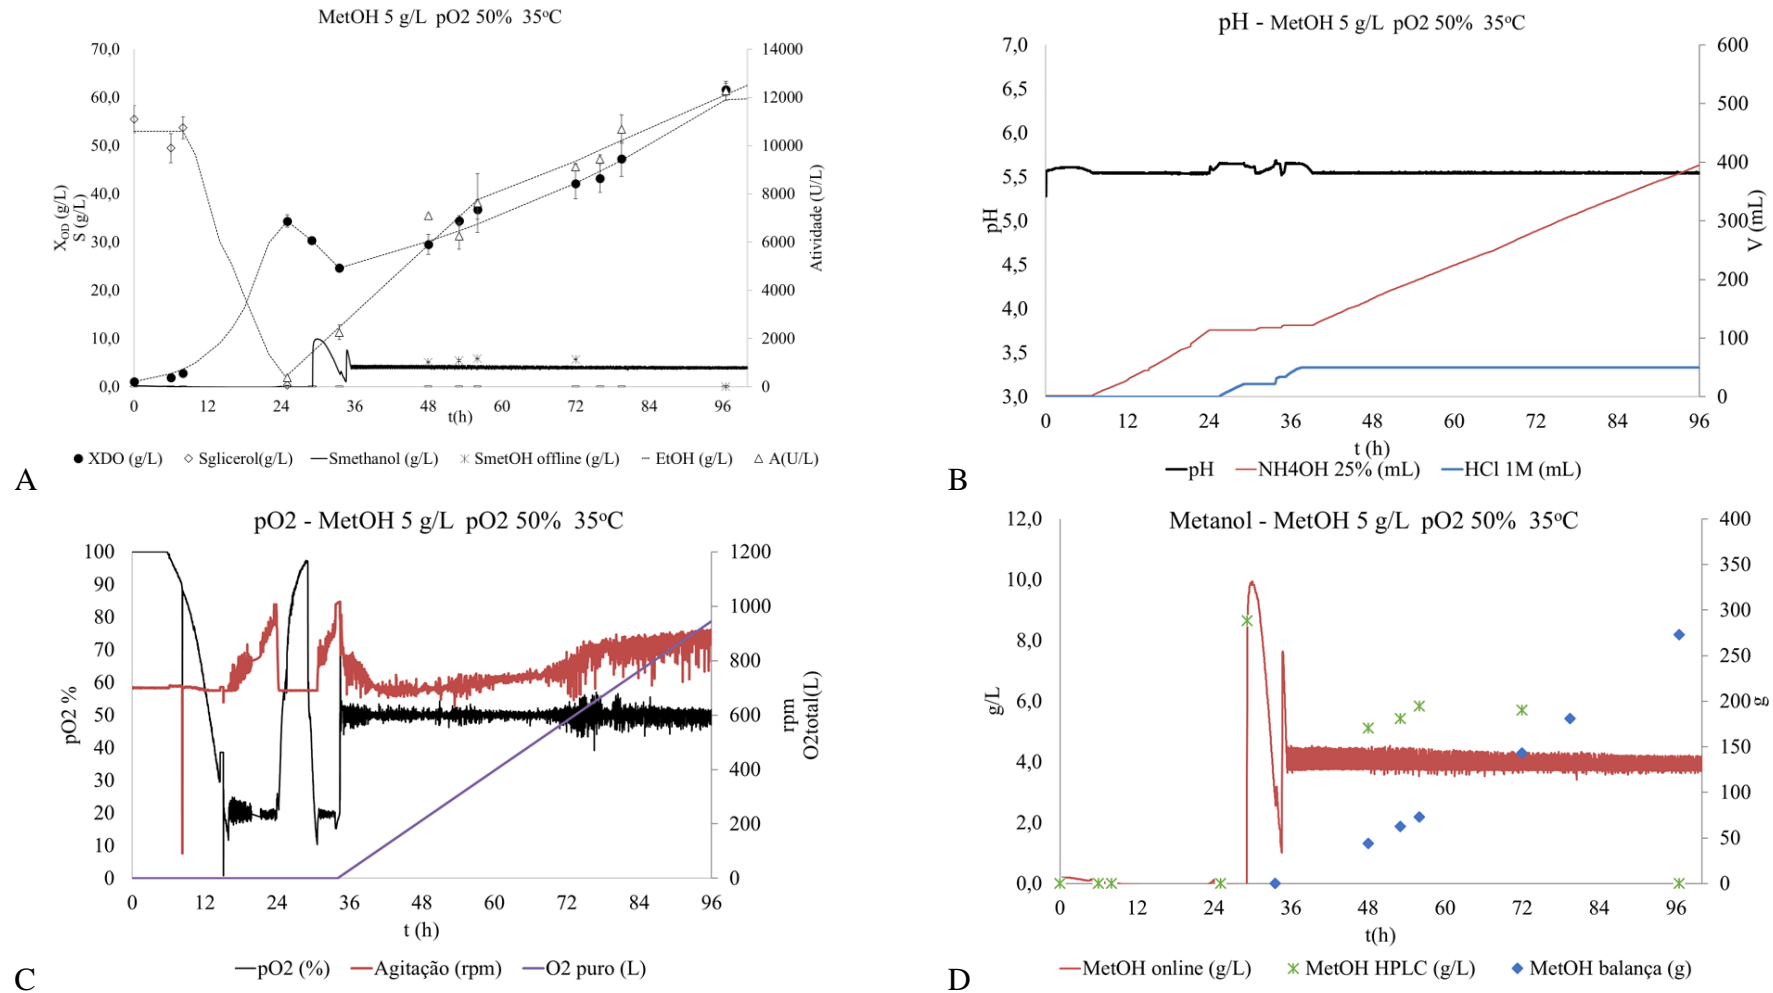 MetOH 5 g/L pO2 50% 35ºC
70,0
60,0
50,0
40,0
30,0
20,0
10,0
0,0
X_OD (g/L)
S (g/L)
14000
12000
10000
8000
6000
4000
2000
0
Atividade (U/L)
0 12 24 36 48 60 72 84 96
t(h)
XDO (g/L) Sglicerol(g/L) Smethanol (g/L) SmetOH offline (g/L) EtOH (g/L) A(U/L)
A
pH - MetOH 5 g/L pO2 50% 35ºC
7,0
6,5
6,0
5,5
5,0
4,5
4,0
3,5
3,0
pH
600
500
400
300
200
100
0
V (mL)
0 12 24 36 48 60 72 84 96
t (h)
pH NH4OH 25% (mL) HCl 1M (mL)
B
pO2 - MetOH 5 g/L pO2 50% 35ºC
100
90
80
70
60
50
40
30
20
10
0
pO2 %
1200
1000
800
600
400
200
0
rpm
O2total(L)
0 12 24 36 48 60 72 84 96
t (h)
pO2 (%) Agitação (rpm) O2 puro (L)
C
Metanol - MetOH 5 g/L pO2 50% 35ºC
12,0
10,0
8,0
6,0
4,0
2,0
0,0
g/L
400
350
300
250
200
150
100
50
0
g
0 12 24 36 48 60 72 84 96
t(h)
MetOH online (g/L) MetOH HPLC (g/L) MetOH balança (g)
D